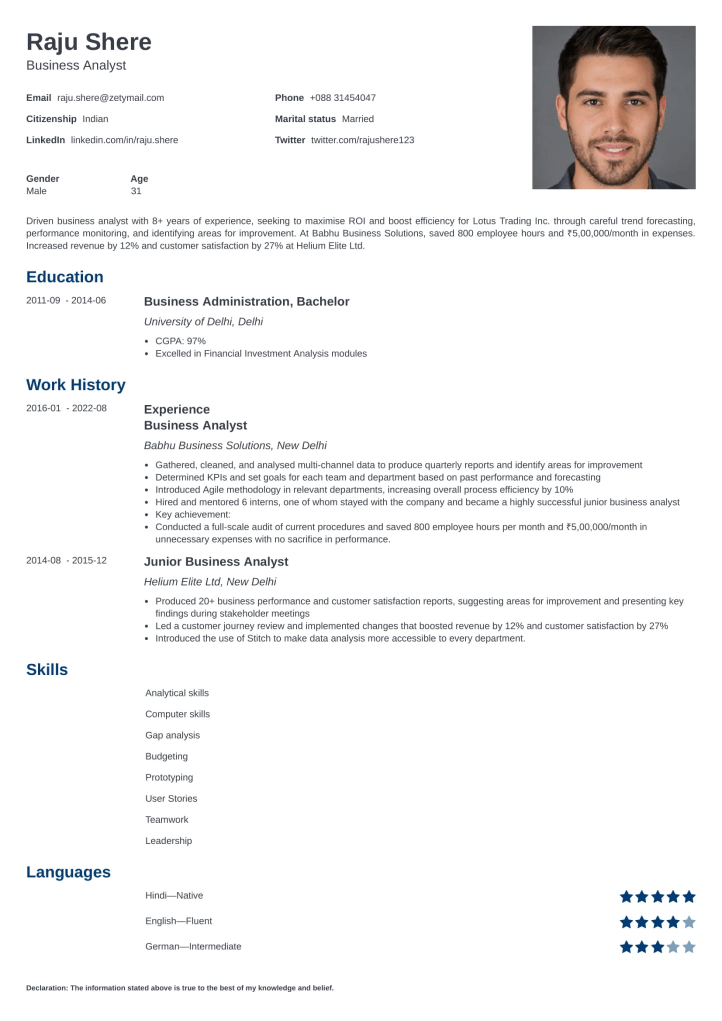 Raju Shere
Business Analyst
Email raju.shere@zetymail.com
Phone +088 31454047
Citizenship Indian
Marital status Married
LinkedIn linkedin.com/in/raju.shere
Twitter twitter.com/rajushere123
Gender Age
Male 31
Driven business analyst with 8+ years of experience, seeking to maximise ROI and boost efficiency for Lotus Trading Inc. through careful trend forecasting,
performance monitoring, and identifying areas for improvement. At Babhu Business Solutions, saved 800 employee hours and ₹5,00,000/month in expenses.
Increased revenue by 12% and customer satisfaction by 27% at Helium Elite Ltd.
Education
2011-09 - 2014-06
Business Administration, Bachelor
University of Delhi, Delhi
• CGPA: 97%
• Excelled in Financial Investment Analysis modules
Work History
2016-01 - 2022-08
Experience
Business Analyst
Babhu Business Solutions, New Delhi
• Gathered, cleaned, and analysed multi-channel data to produce quarterly reports and identify areas for improvement
• Determined KPIs and set goals for each team and department based on past performance and forecasting
• Introduced Agile methodology in relevant departments, increasing overall process efficiency by 10%
• Hired and mentored 6 interns, one of whom stayed with the company and became a highly successful junior business analyst
• Key achievement:
• Conducted a full-scale audit of current procedures and saved 800 employee hours per month and ₹5,00,000/month in
unnecessary expenses with no sacrifice in performance.
2014-08 - 2015-12
Junior Business Analyst
Helium Elite Ltd, New Delhi
• Produced 20+ business performance and customer satisfaction reports, suggesting areas for improvement and presenting key
findings during stakeholder meetings
• Led a customer journey review and implemented changes that boosted revenue by 12% and customer satisfaction by 27%
• Introduced the use of Stitch to make data analysis more accessible to every department.
Skills
Analytical skills
Computer skills
Gap analysis
Budgeting
Prototyping
User Stories
Teamwork
Leadership
Languages
Hindi—Native
English—Fluent
German—Intermediate
Declaration: The information stated above is true to the best of my knowledge and belief.